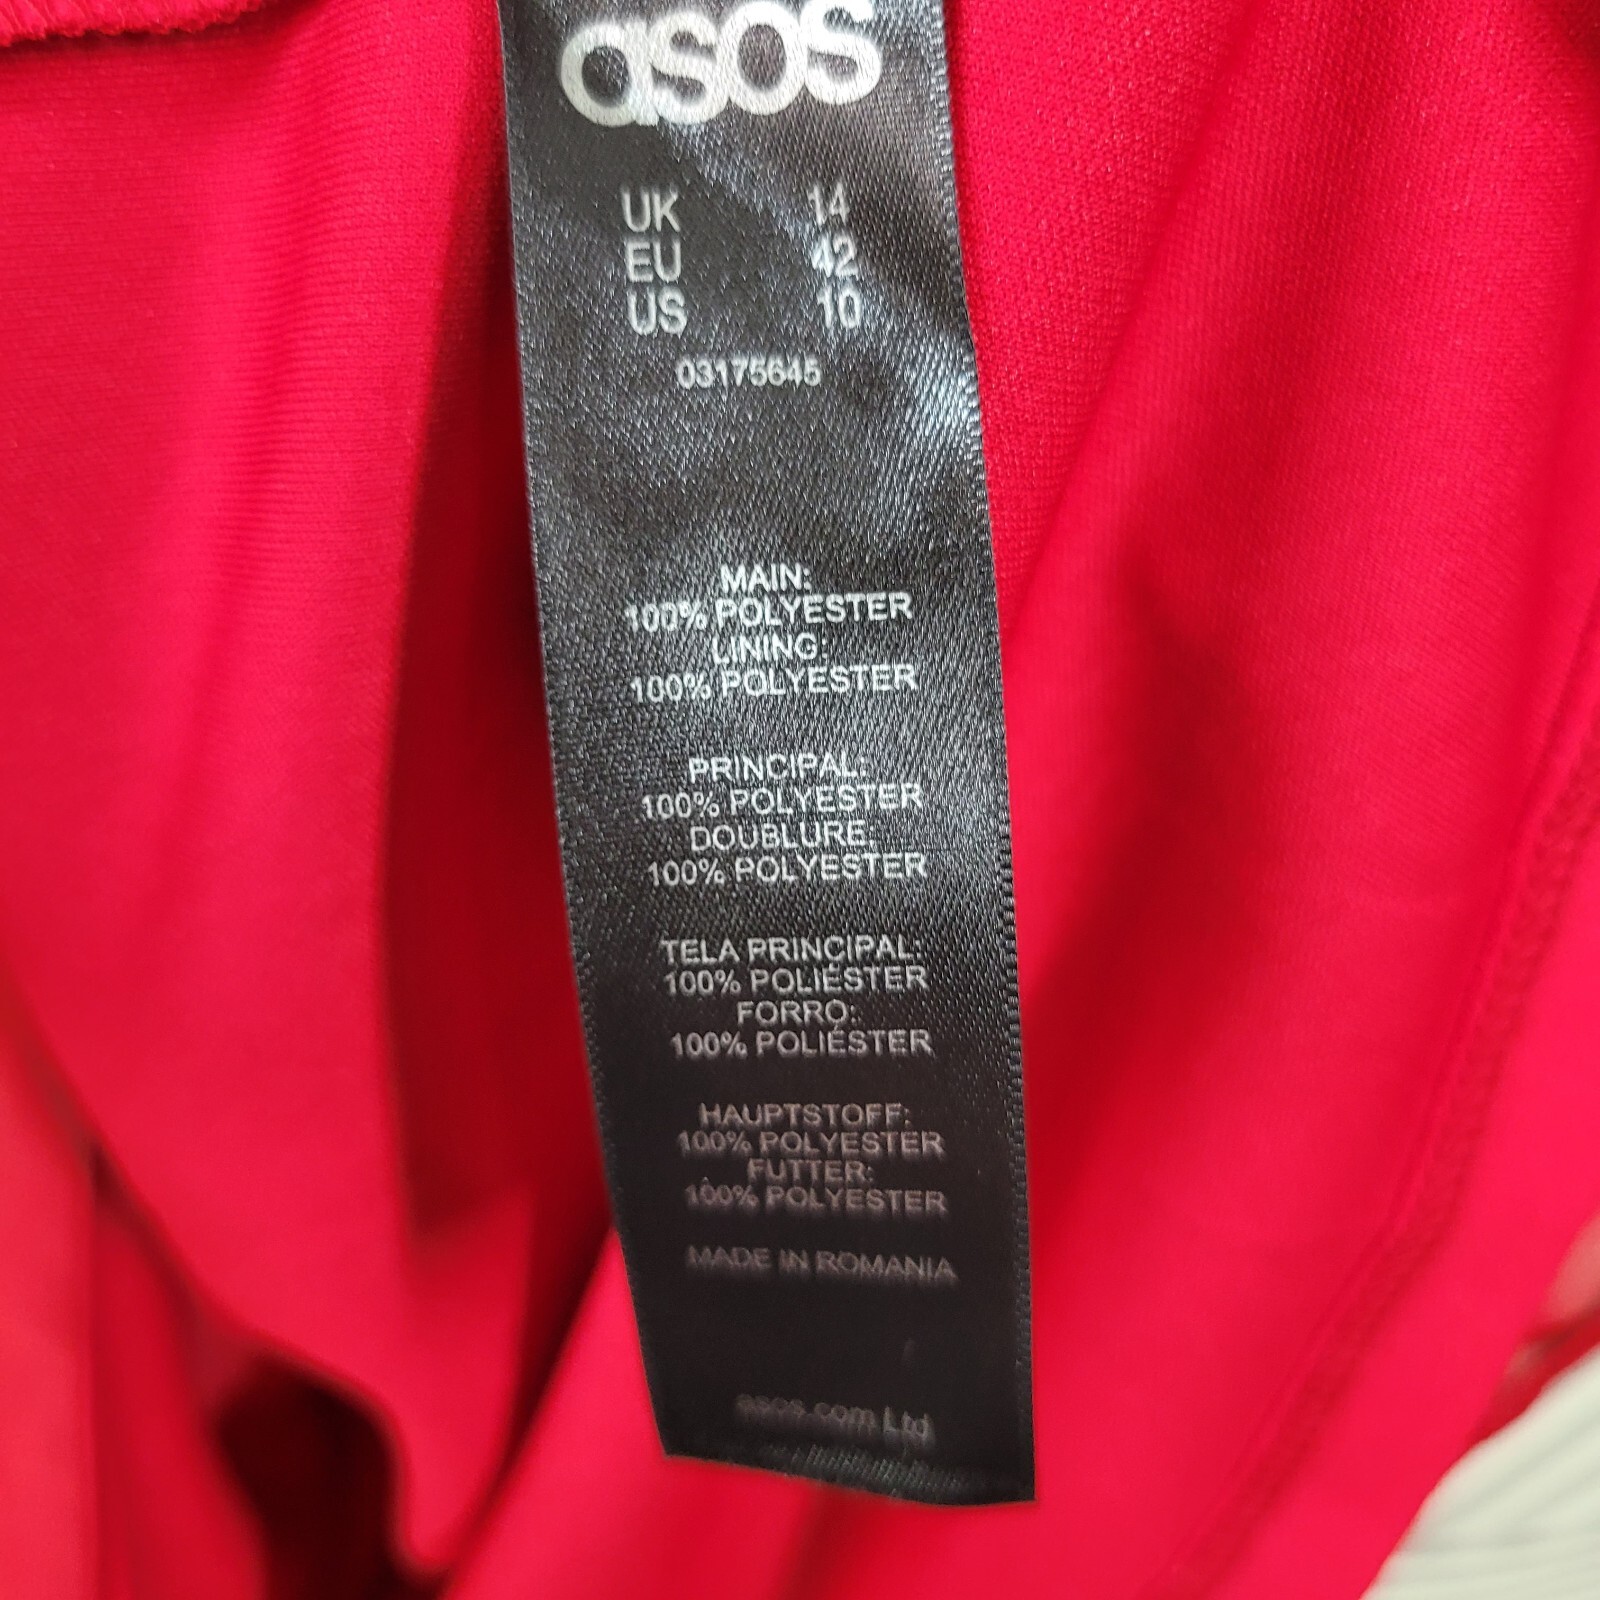 asos
UK 14
EU 42
US 10
03175645
MAIN:
100% POLYESTER
LINING:
100% POLYESTER
PRINCIPAL:
100% POLYESTER
DOUBLURE:
100% POLYESTER
TELA PRINCIPAL:
100% POLIÉSTER
FORRO:
100% POLIÉSTER
HAUPTSTOFF:
100% POLYESTER
FUTTER:
100% POLYESTER
MADE IN ROMANIA
asos.com Ltd